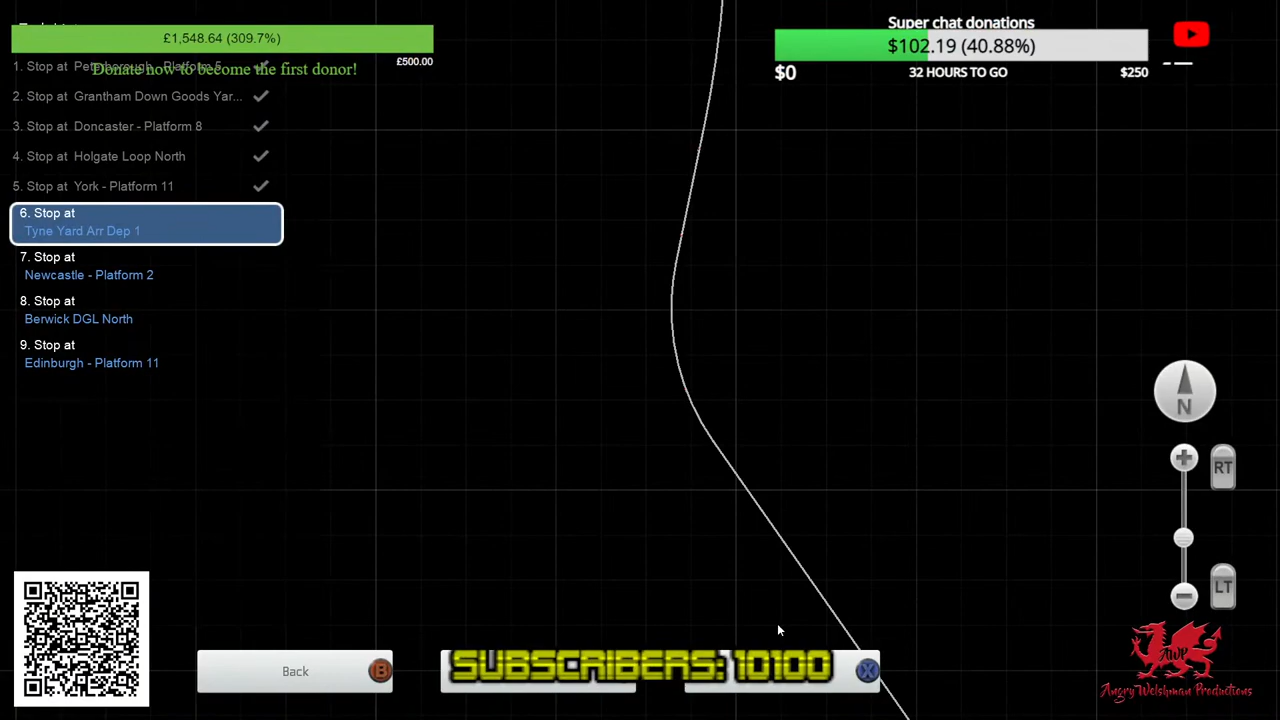 £1,548.64 (309.7%)
£500.00
Donate now to become the first donor!
1. Stop at Peterborough - Platform 5
2. Stop at Grantham Down Goods Yar...
3. Stop at Doncaster - Platform 8
4. Stop at Holgate Loop North
5. Stop at York - Platform 11
6. Stop at
Tyne Yard Arr Dep 1
7. Stop at
Newcastle - Platform 2
8. Stop at
Berwick DGL North
9. Stop at
Edinburgh - Platform 11
Super chat donations
$102.19 (40.88%)
$0
32 HOURS TO GO
$250
N
RT
LT
Back
B
SUBSCRIBERS: 10100
X
AWP
Angry Welshman Productions